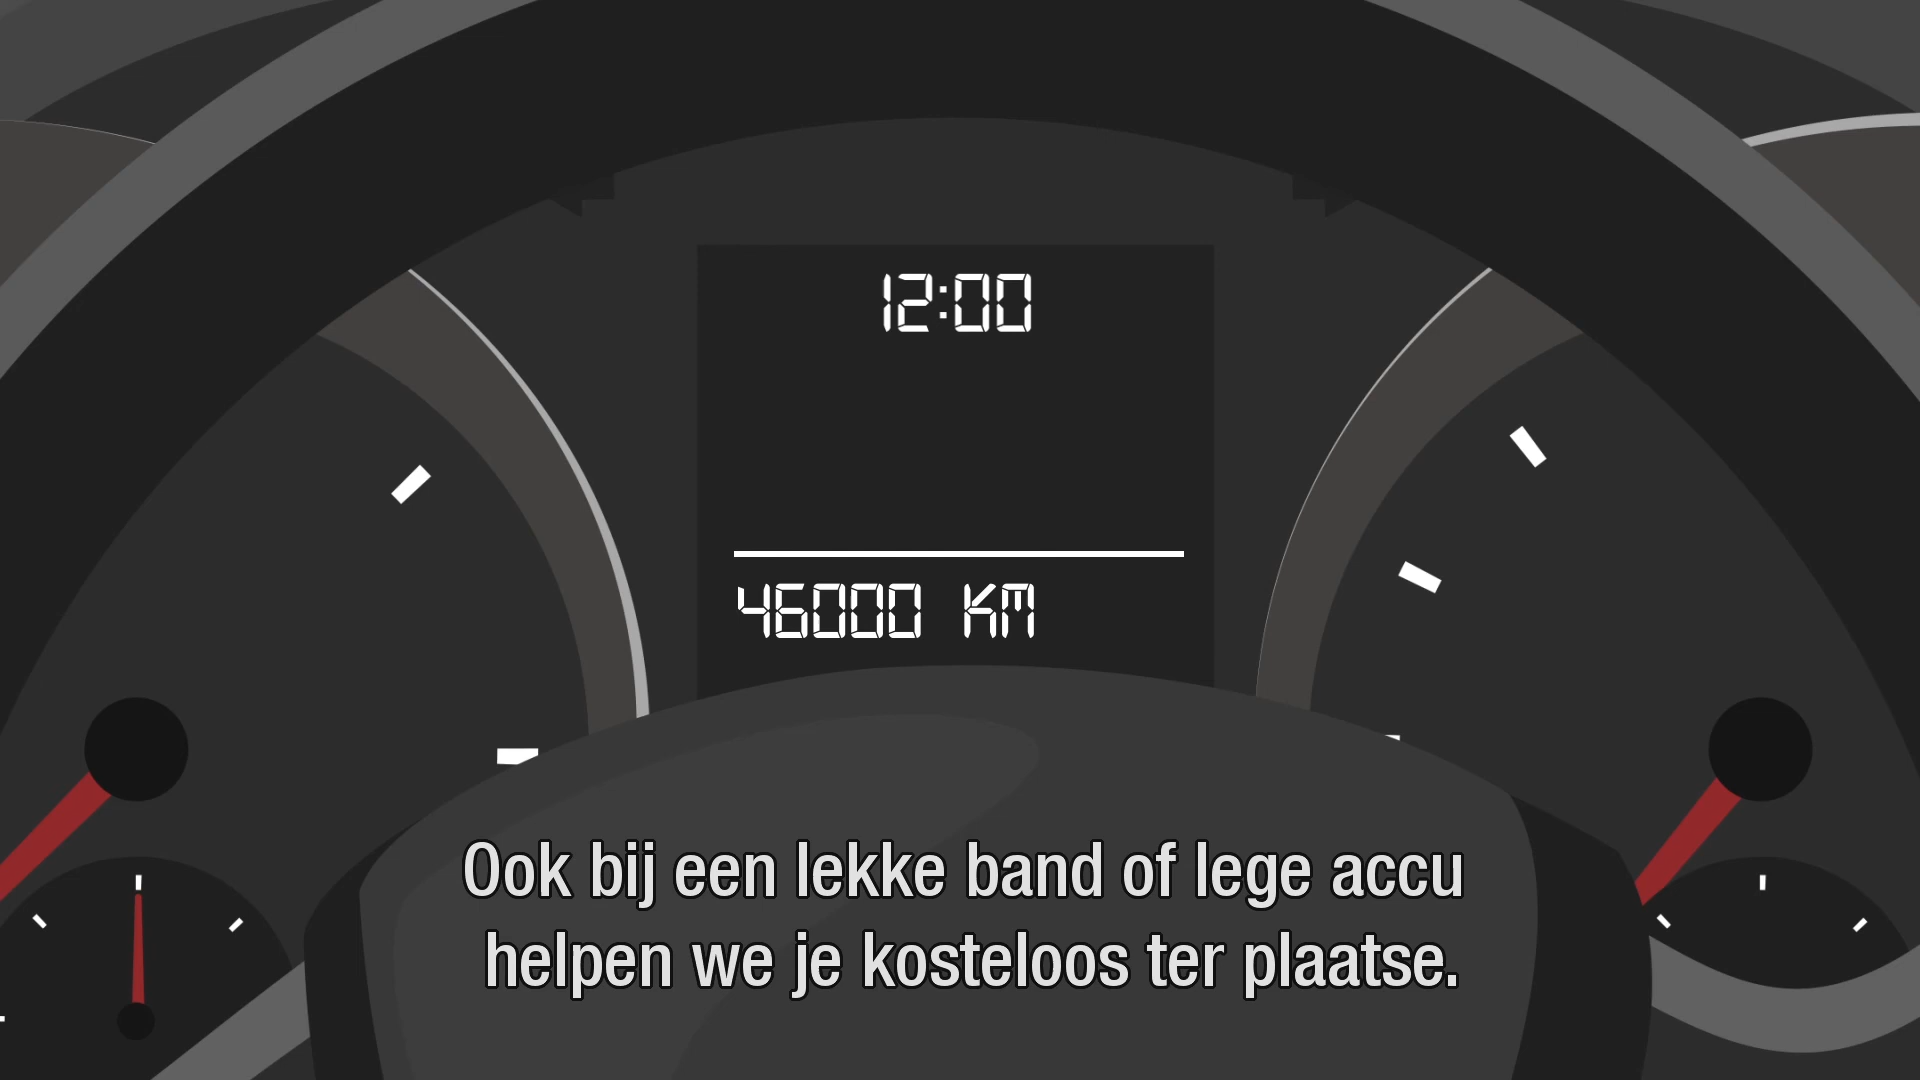 12:00
46000 KM
Ook bij een lekke band of lege accu
helpen we je kosteloos ter plaatse.